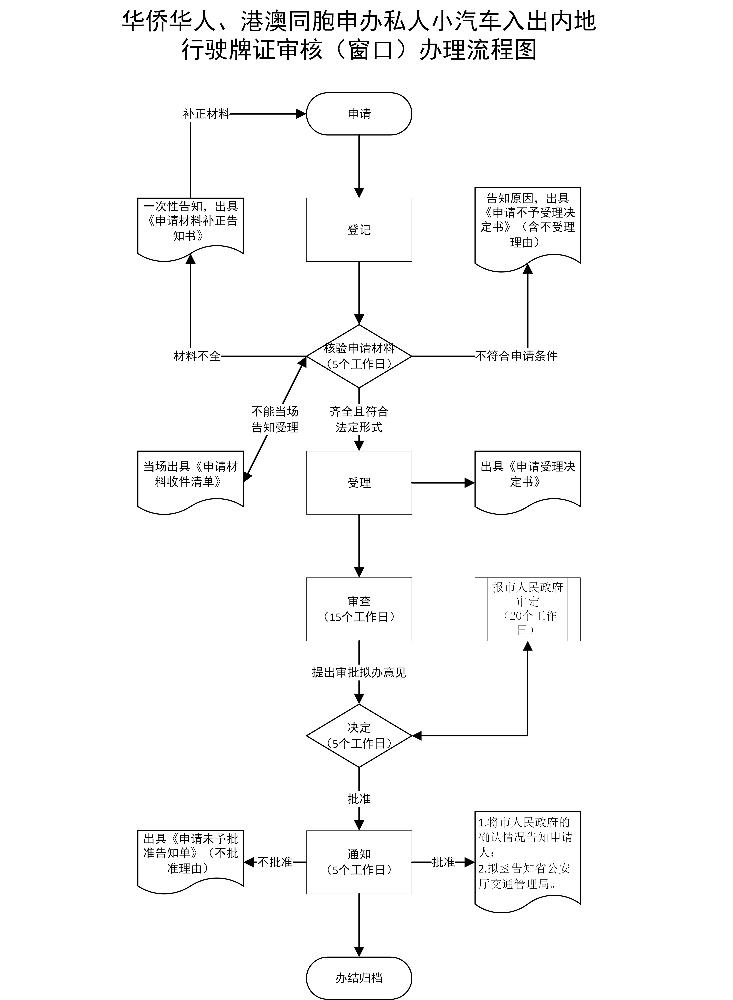 华侨华人、港澳同胞申办私人小汽车入出内地
行驶牌证审核（窗口）办理流程图
补正材料
申请
一次性告知，出具
《申请材料补正告
知书》
登记
告知原因，出具
《申请不予受理决
定书》（含不受理
理由）
材料不全
核验申请材料
（5个工作日）
不符合申请条件
不能当场
告知受理
齐全且符合
法定形式
当场出具《申请材
料收件清单》
受理
出具《申请受理决
定书》
审查
（15个工作日）
报市人民政府
审定
（20个工作
日）
提出审批拟办意见
决定
（5个工作日）
批准
出具《申请未予批
准告知单》（不批
准理由）
不批准
通知
（5个工作日）
批准
1.将市人民政府的
确认情况告知申请
人；
2.拟函告知省公安
厅交通管理局。
办结归档